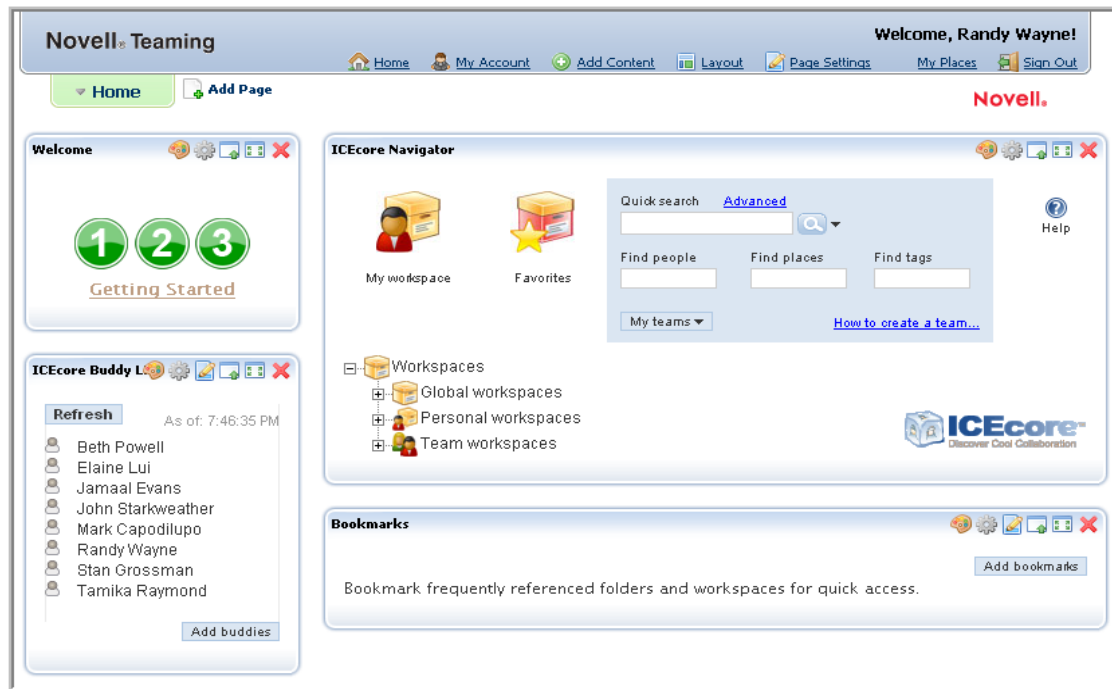 Novell® Teaming
Welcome, Randy Wayne!
Home My Account Add Content Layout Page Settings My Places Sign Out
Home Add Page
Novell®
Welcome
1 2 3
Getting Started
ICEcore Buddy L
Refresh As of: 7:46:35 PM
Beth Powell
Elaine Lui
Jamaal Evans
John Starkweather
Mark Capodilupo
Randy Wayne
Stan Grossman
Tamika Raymond
Add buddies
ICEcore Navigator
My workspace
Favorites
Quick search Advanced
Find people Find places Find tags
My teams
How to create a team...
Help
Workspaces
Global workspaces
Personal workspaces
Team workspaces
ICEcore
Discover Cool Collaboration
Bookmarks
Add bookmarks
Bookmark frequently referenced folders and workspaces for quick access.